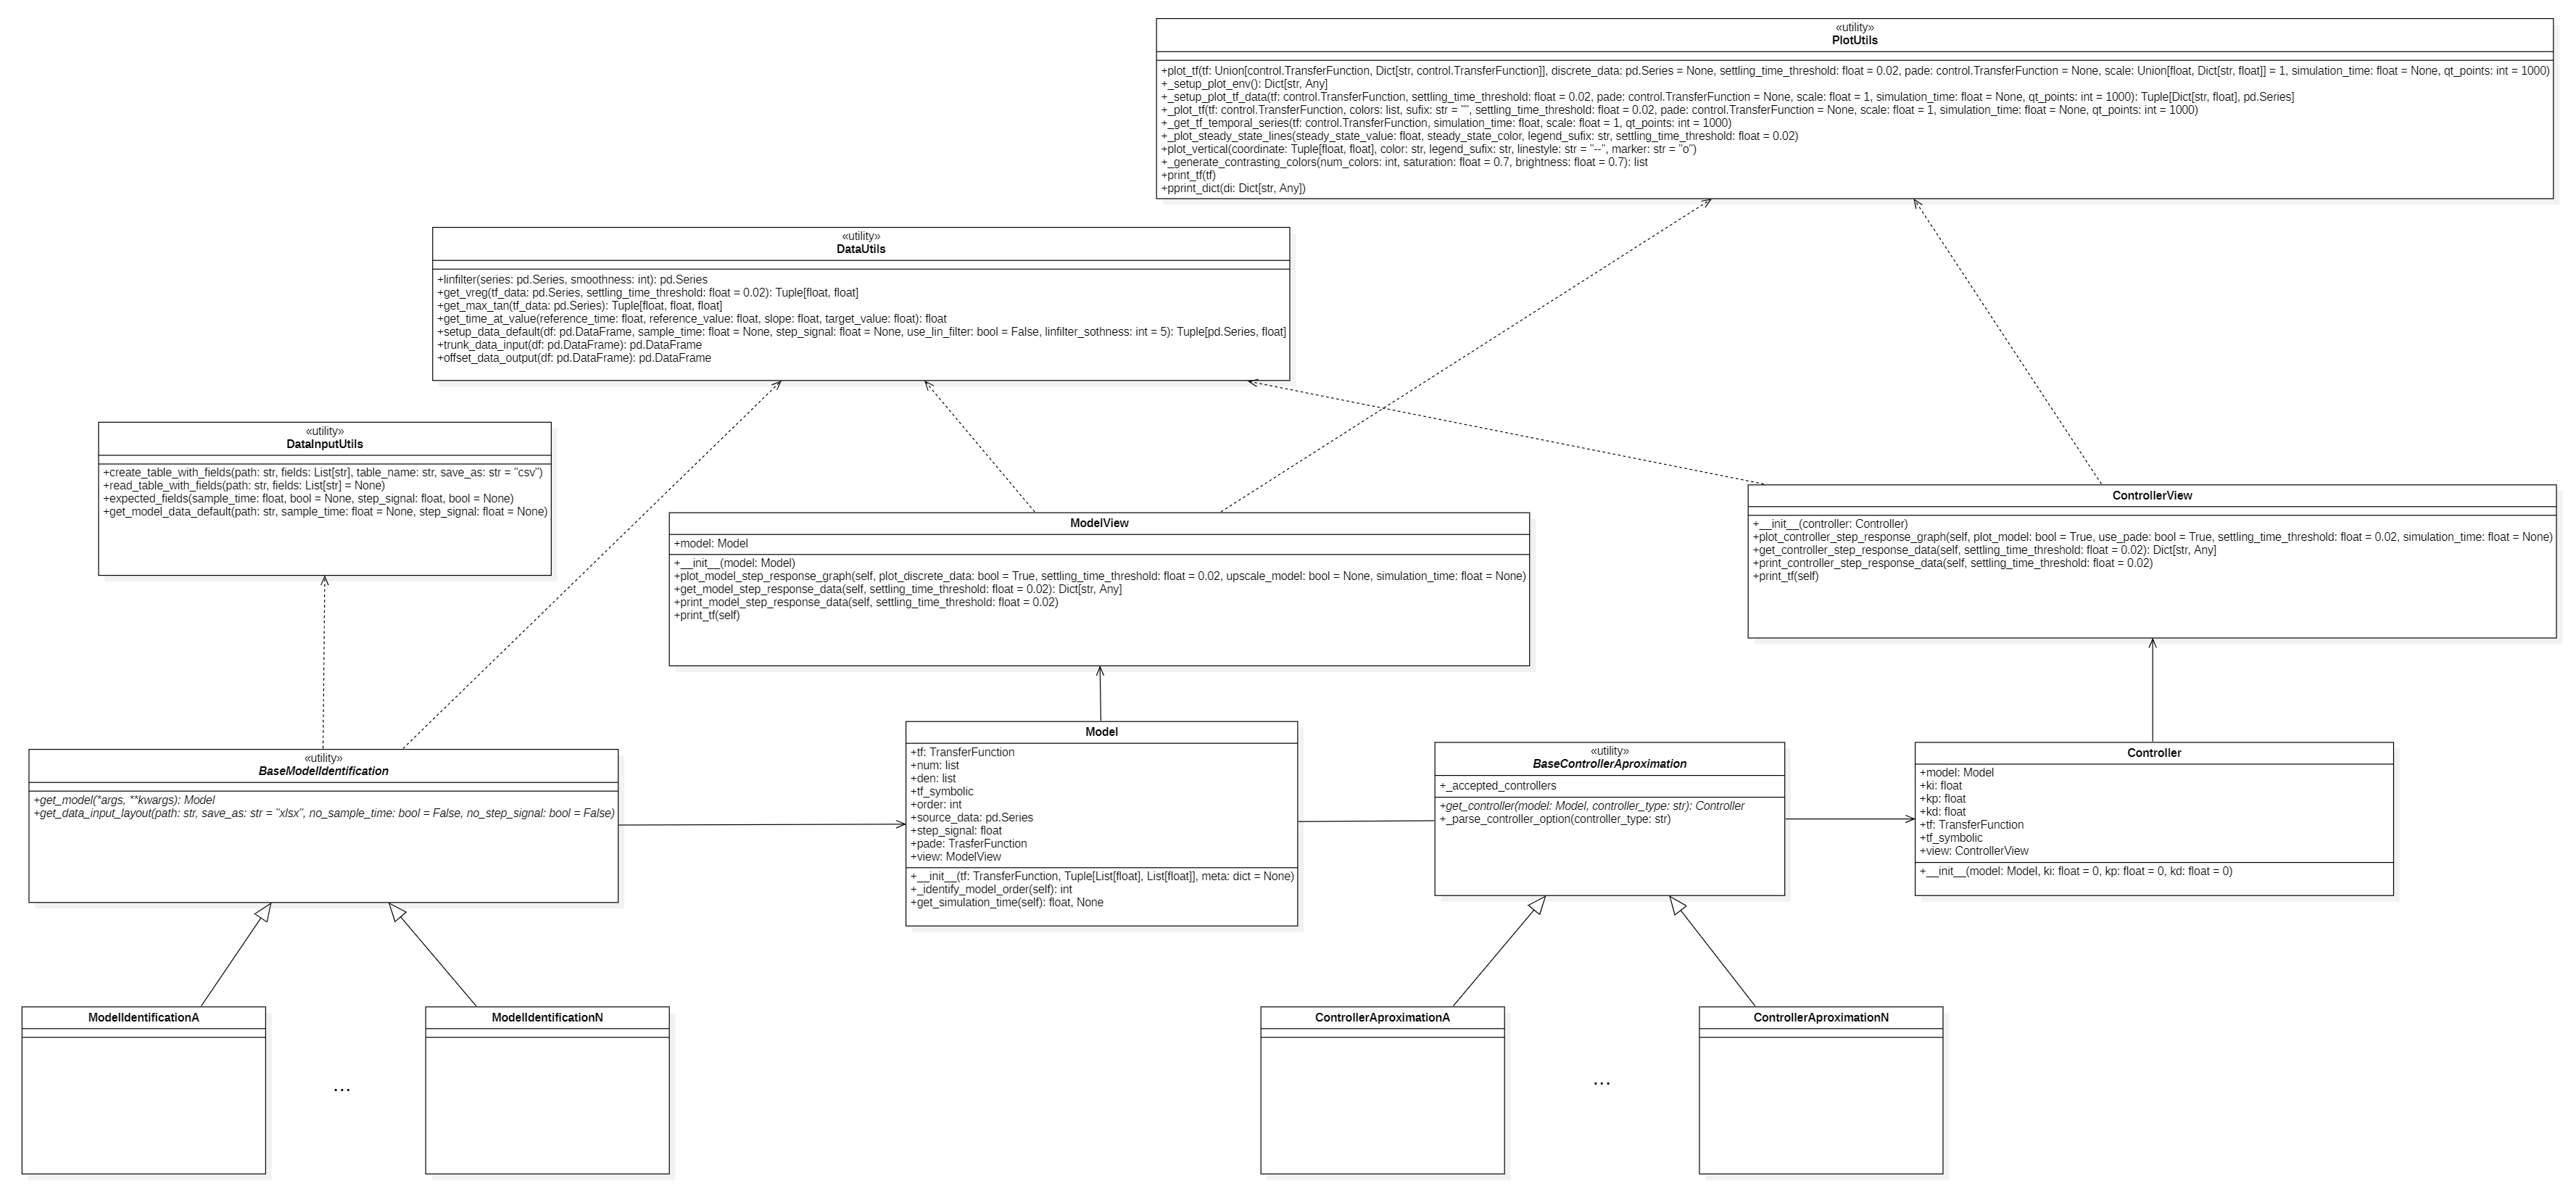 «utility»
PlotUtils
+plot_tf(tf: Union[control.TransferFunction, Dict[str, control.TransferFunction]], discrete_data: pd.Series = None, settling_time_threshold: float = 0.02, pade: control.TransferFunction = None, scale: Union[float, Dict[str, float]] = 1, simulation_time: float = None, qt_points: int = 1000)
+_setup_plot_env(): Dict[str, Any]
+_setup_plot_tf_data(tf: control.TransferFunction, settling_time_threshold: float = 0.02, pade: control.TransferFunction = None, scale: float = 1, simulation_time: float = None, qt_points: int = 1000): Tuple[Dict[str, float], pd.Series]
+_plot_tf(tf: control.TransferFunction, colors: list, sufix: str = "", settling_time_threshold: float = 0.02, pade: control.TransferFunction = None, scale: float = 1, simulation_time: float = None, qt_points: int = 1000)
+_get_tf_temporal_series(tf: control.TransferFunction, simulation_time: float, scale: float = 1, qt_points: int = 1000)
+_plot_steady_state_lines(steady_state_value: float, steady_state_color, legend_sufix: str, settling_time_threshold: float = 0.02)
+plot_vertical(coordinate: Tuple[float, float], color: str, legend_sufix: str, linestyle: str = "--", marker: str = "o")
+_generate_contrasting_colors(num_colors: int, saturation: float = 0.7, brightness: float = 0.7): list
+print_tf(tf)
+pprint_dict(di: Dict[str, Any])
«utility»
DataUtils
+linfilter(series: pd.Series, smoothness: int): pd.Series
+get_vreg(tf_data: pd.Series, settling_time_threshold: float = 0.02): Tuple[float, float]
+get_max_tan(tf_data: pd.Series): Tuple[float, float, float]
+get_time_at_value(reference_time: float, reference_value: float, slope: float, target_value: float): float
+setup_data_default(df: pd.DataFrame, sample_time: float = None, step_signal: float = None, use_lin_filter: bool = False, linfilter_sothness: int = 5): Tuple[pd.Series, float]
+trunk_data_input(df: pd.DataFrame): pd.DataFrame
+offset_data_output(df: pd.DataFrame): pd.DataFrame
«utility»
DataInputUtils
+create_table_with_fields(path: str, fields: List[str], table_name: str, save_as: str = "csv")
+read_table_with_fields(path: str, fields: List[str] = None)
+expected_fields(sample_time: float, bool = None, step_signal: float, bool = None)
+get_model_data_default(path: str, sample_time: float = None, step_signal: float = None)
ModelView
+model: Model
+__init__(model: Model)
+plot_model_step_response_graph(self, plot_discrete_data: bool = True, settling_time_threshold: float = 0.02, upscale_model: bool = None, simulation_time: float = None)
+get_model_step_response_data(self, settling_time_threshold: float = 0.02): Dict[str, Any]
+print_model_step_response_data(self, settling_time_threshold: float = 0.02)
+print_tf(self)
ControllerView
+__init__(controller: Controller)
+plot_controller_step_response_graph(self, plot_model: bool = True, use_pade: bool = True, settling_time_threshold: float = 0.02, simulation_time: float = None)
+get_controller_step_response_data(self, settling_time_threshold: float = 0.02): Dict[str, Any]
+print_controller_step_response_data(self, settling_time_threshold: float = 0.02)
+print_tf(self)
«utility»
BaseModelIdentification
+get_model(*args, **kwargs): Model
+get_data_input_layout(path: str, save_as: str = "xlsx", no_sample_time: bool = False, no_step_signal: bool = False)
Model
+tf: TransferFunction
+num: list
+den: list
+tf_symbolic
+order: int
+source_data: pd.Series
+step_signal: float
+pade: TrasferFunction
+view: ModelView
+__init__(tf: TransferFunction, Tuple[List[float], List[float]], meta: dict = None)
+_identify_model_order(self): int
+get_simulation_time(self): float, None
«utility»
BaseControllerAproximation
+_accepted_controllers
+get_controller(model: Model, controller_type: str): Controller
+_parse_controller_option(controller_type: str)
Controller
+model: Model
+ki: float
+kp: float
+kd: float
+tf: TransferFunction
+tf_symbolic
+view: ControllerView
+__init__(model: Model, ki: float = 0, kp: float = 0, kd: float = 0)
ModelIdentificationA
...
ModelIdentificationN
ControllerAproximationA
...
ControllerAproximationN